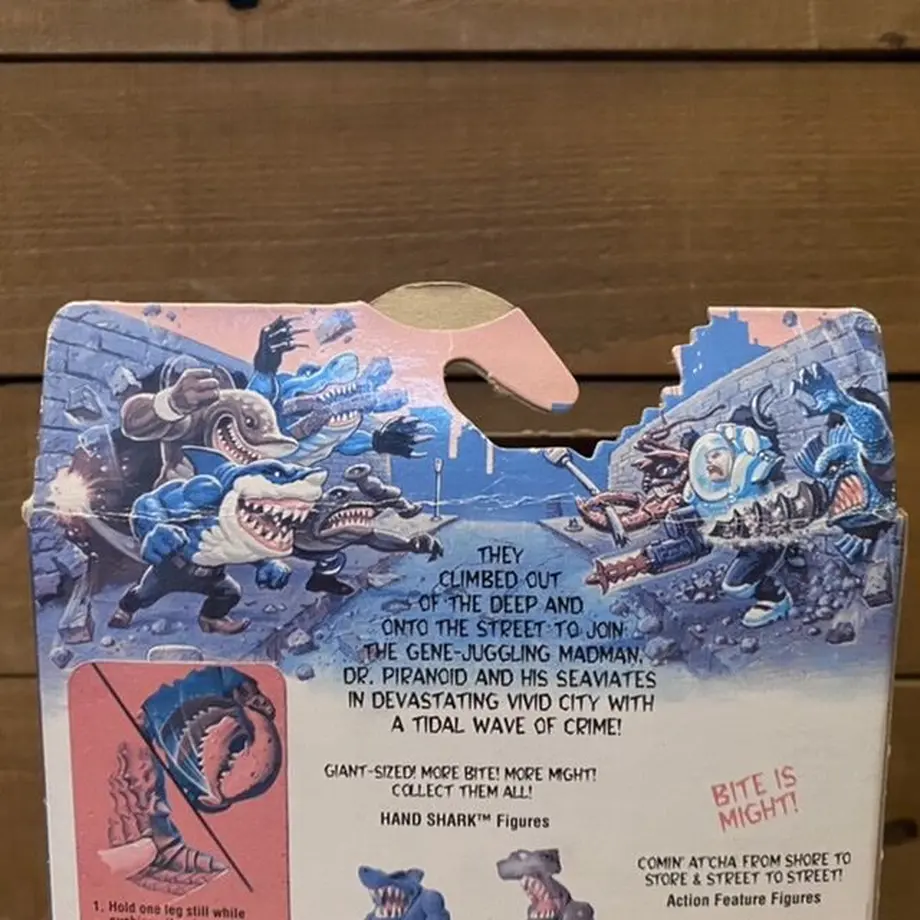 THEY
CLIMBED OUT
OF THE DEEP AND
ONTO THE STREET TO JOIN
THE GENE-JUGGLING MADMAN,
DR. PIRANOID AND HIS SEAVIATES
IN DEVASTATING VIVID CITY WITH
A TIDAL WAVE OF CRIME!
GIANT-SIZED! MORE BITE! MORE MIGHT!
COLLECT THEM ALL!
HAND SHARK™ Figures
BITE IS
MIGHT!
COMIN' AT'CHA FROM SHORE TO
STORE & STREET TO STREET!
Action Feature Figures
1. Hold one leg still while